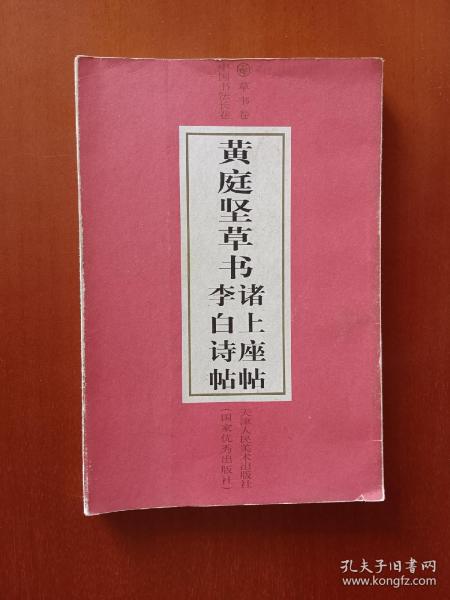 草书卷
中国书法长卷
黄庭坚草书
诸上座帖
李白诗帖
天津人民美术出版社
(国家优秀出版社)
孔夫子旧书网
www.kongfz.com